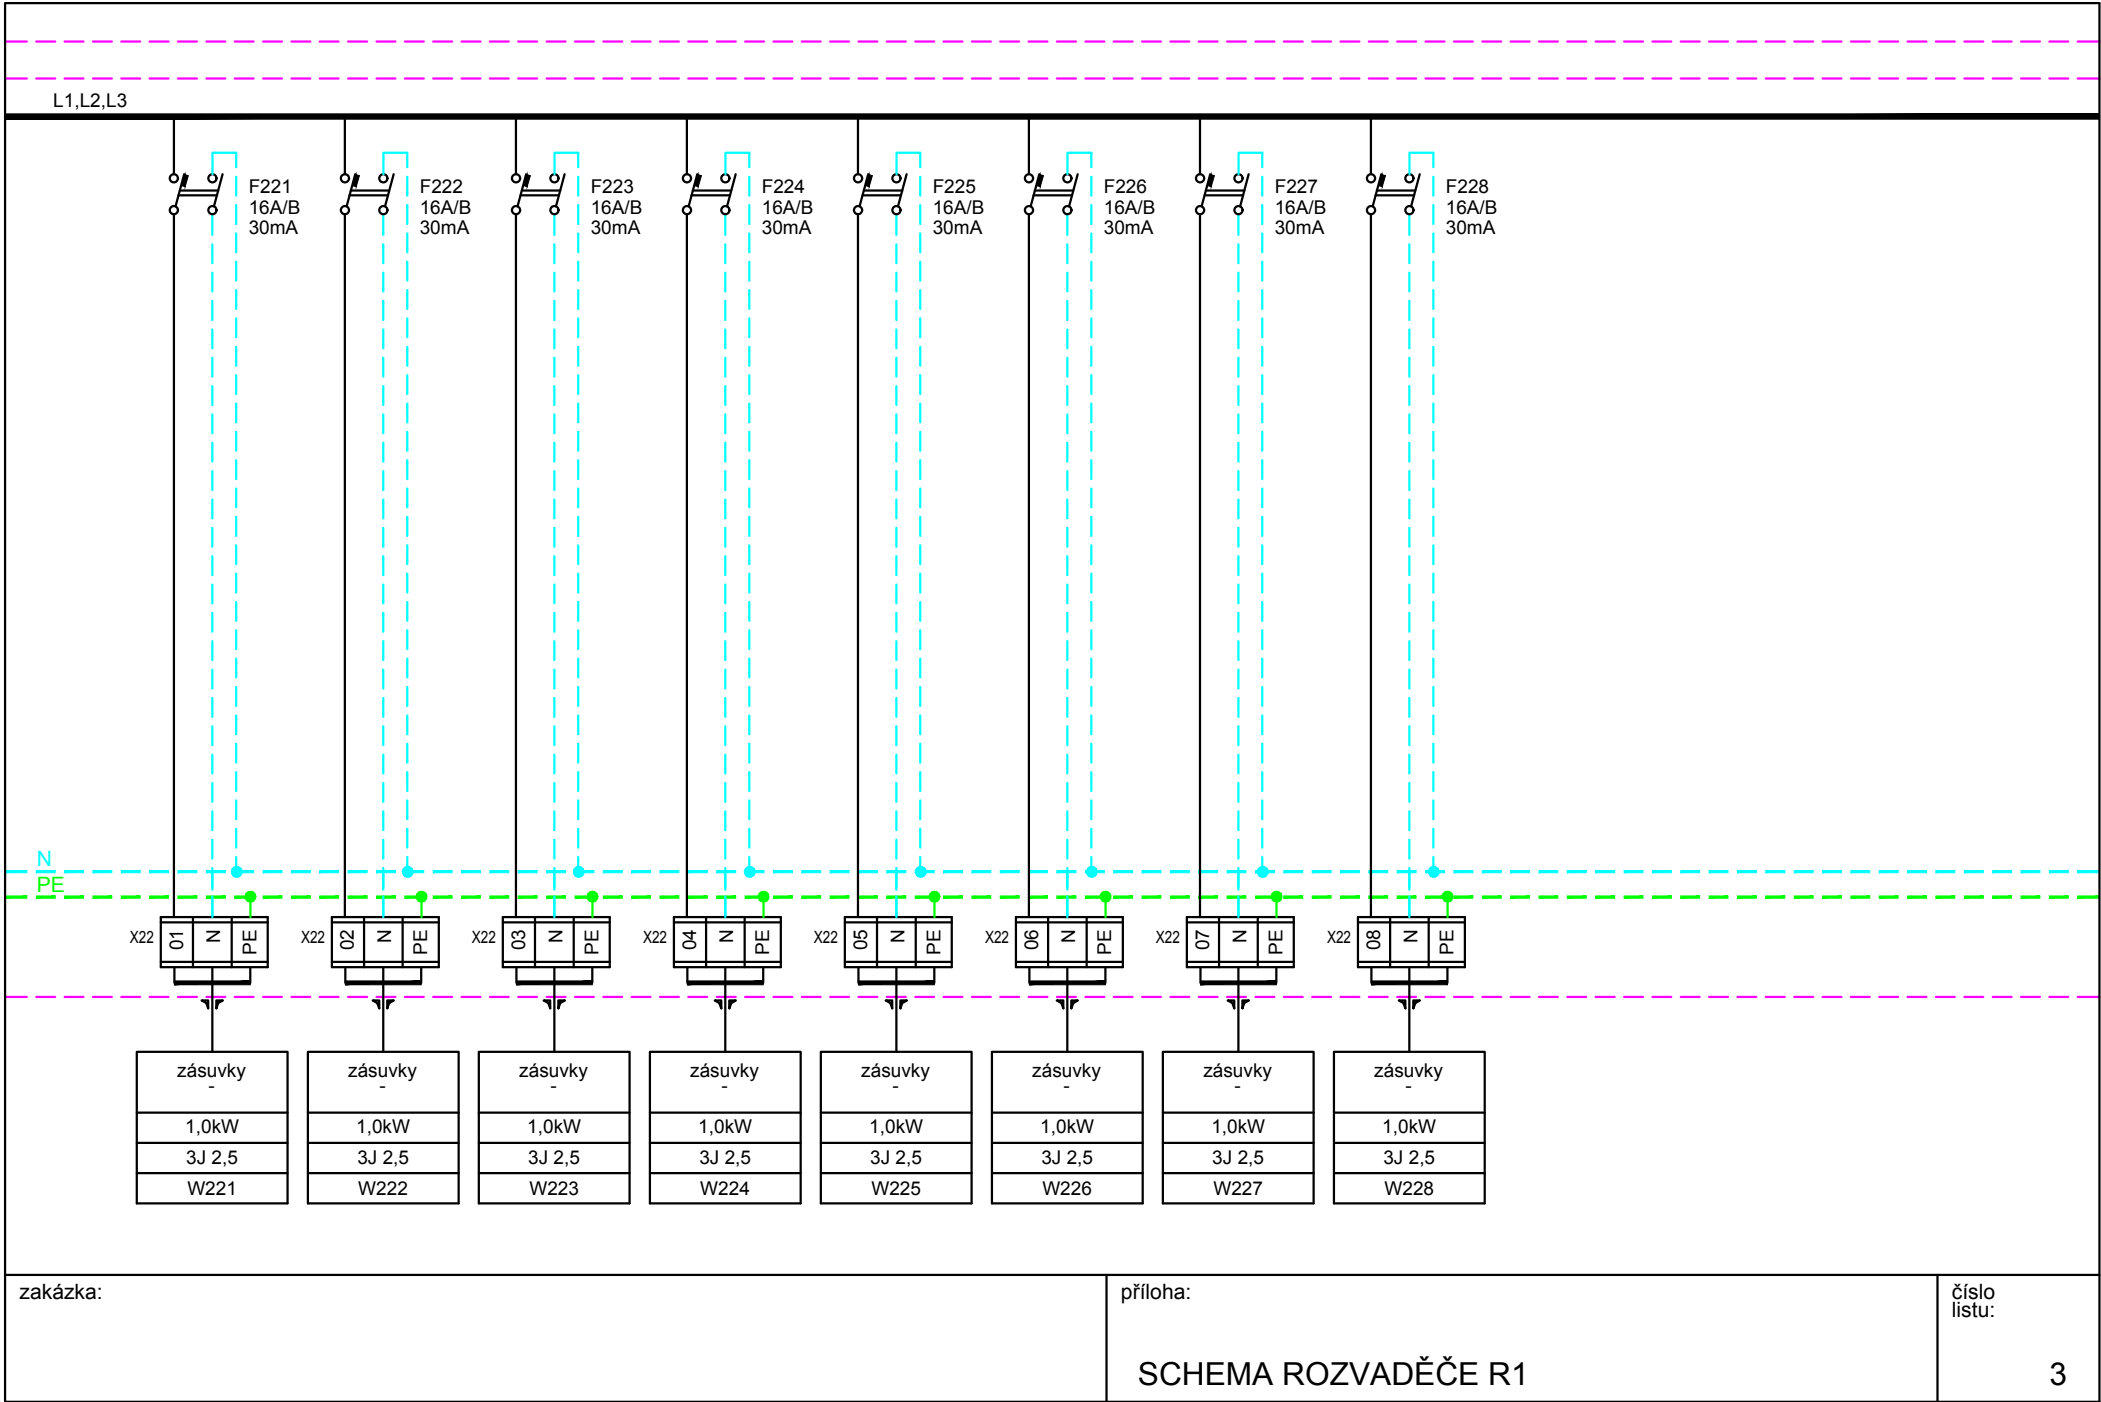 L1,L2,L3
F221
16A/B
30mA
F222
16A/B
30mA
F223
16A/B
30mA
F224
16A/B
30mA
F225
16A/B
30mA
F226
16A/B
30mA
F227
16A/B
30mA
F228
16A/B
30mA
N
PE
X22 01 N PE
X22 02 N PE
X22 03 N PE
X22 04 N PE
X22 05 N PE
X22 06 N PE
X22 07 N PE
X22 08 N PE
zásuvky
-
1,0kW
3J 2,5
W221
zásuvky
-
1,0kW
3J 2,5
W222
zásuvky
-
1,0kW
3J 2,5
W223
zásuvky
-
1,0kW
3J 2,5
W224
zásuvky
-
1,0kW
3J 2,5
W225
zásuvky
-
1,0kW
3J 2,5
W226
zásuvky
-
1,0kW
3J 2,5
W227
zásuvky
-
1,0kW
3J 2,5
W228
zakázka:
příloha:
SCHEMA ROZVADĚČE R1
číslo
listu:
3